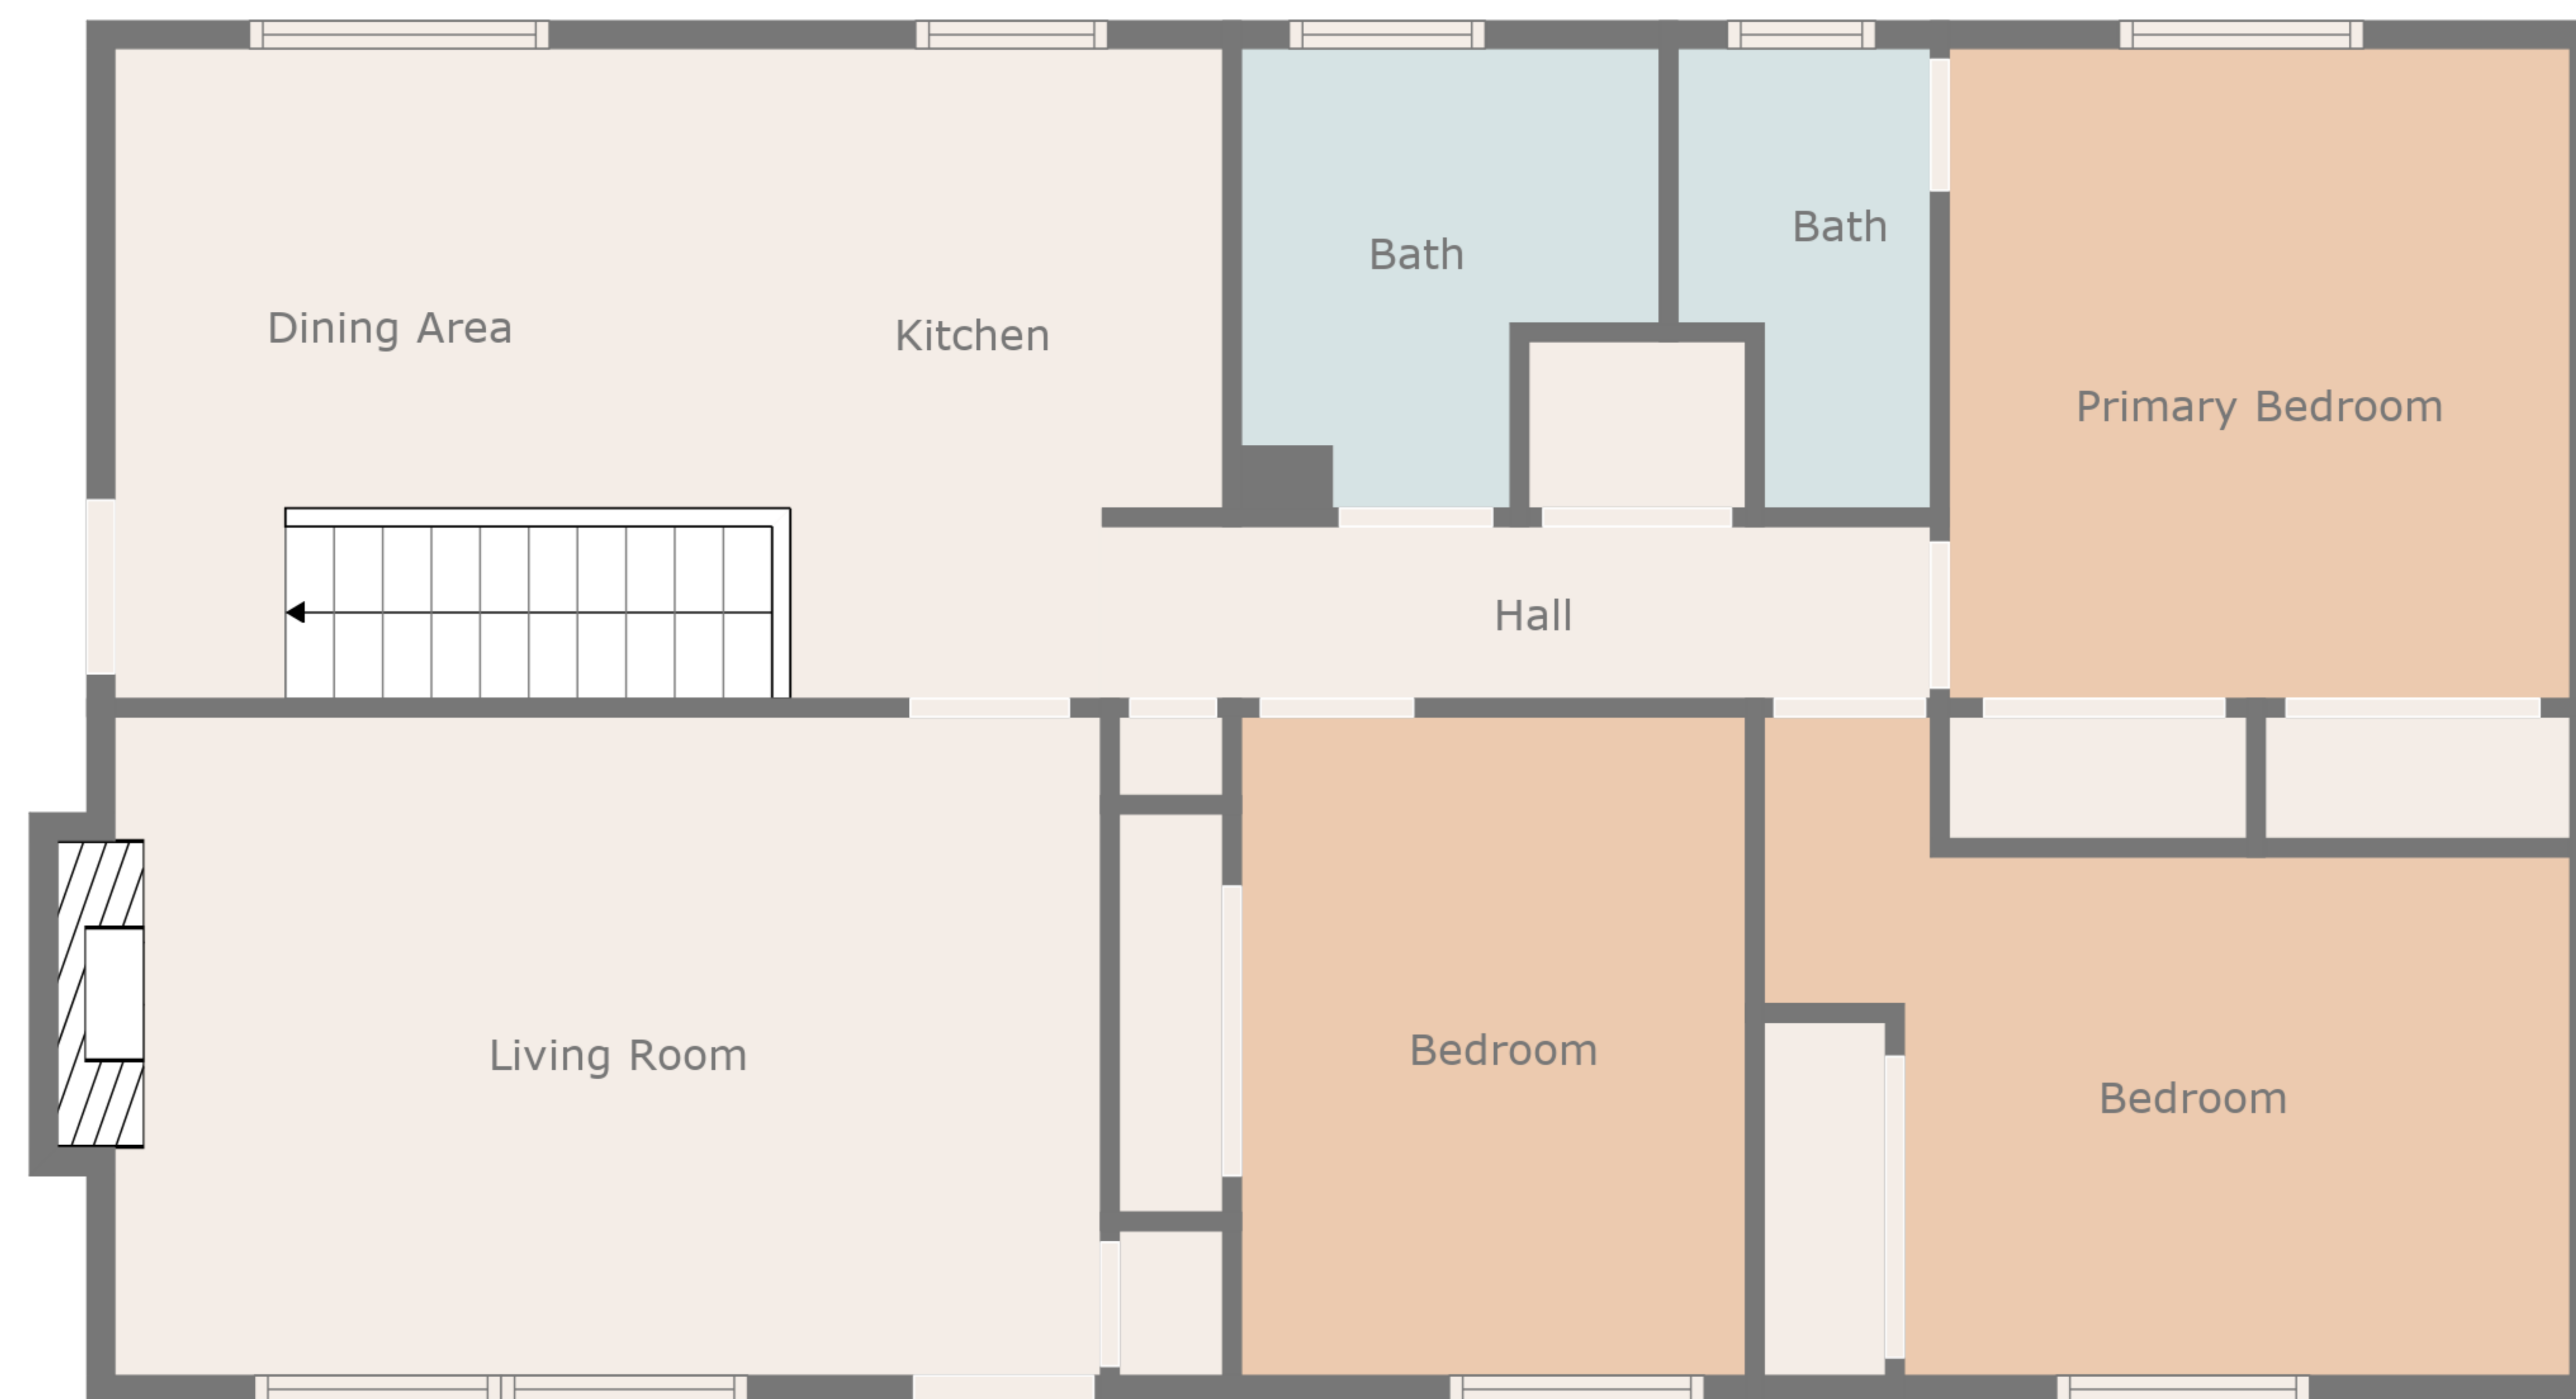 Bath
Bath
Dining Area
Kitchen
Primary Bedroom
Hall
Living Room
Bedroom
Bedroom